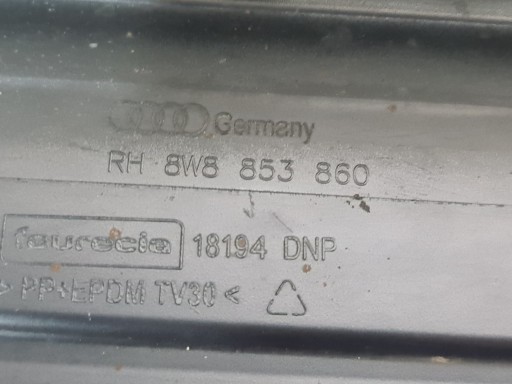 Germany
RH 8W8 853 860
faurecia 18194 DNP
>PP+EPDM TV30<